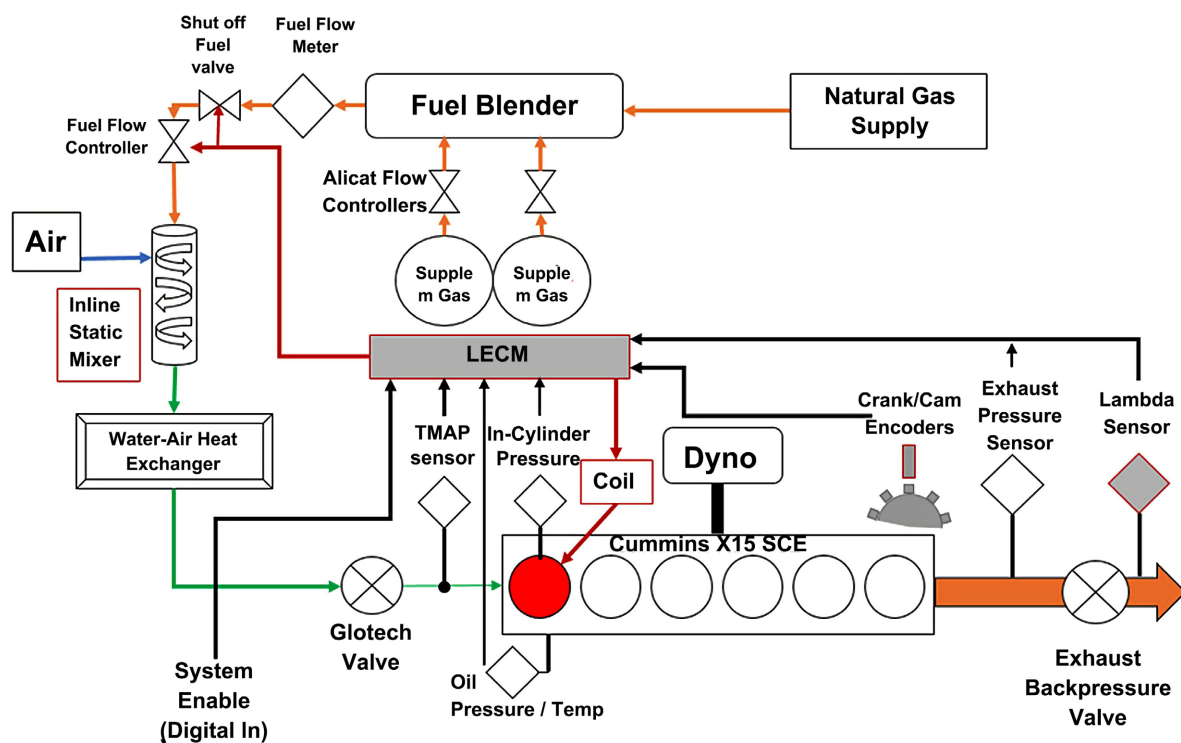 Shut off
Fuel
valve
Fuel Flow
Meter
Fuel Blender
Natural Gas
Supply
Fuel Flow
Controller
Alicat Flow
Controllers
Air
Supple
m Gas
Supple
m Gas
Inline
Static
Mixer
LECM
Water-Air Heat
Exchanger
TMAP
sensor
In-Cylinder
Pressure
Coil
Dyno
Crank/Cam
Encoders
Exhaust
Pressure
Sensor
Lambda
Sensor
Cummins X15 SCE
Glotech
Valve
System
Enable
(Digital In)
Oil
Pressure / Temp
Exhaust
Backpressure
Valve